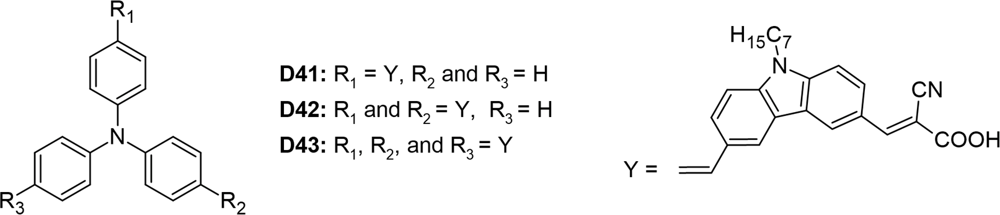 R₁
N
R₃
R₂
D41: R₁ = Y, R₂ and R₃ = H
D42: R₁ and R₂ = Y, R₃ = H
D43: R₁, R₂, and R₃ = Y
H₁₅C₇
N
CN
COOH
Y =